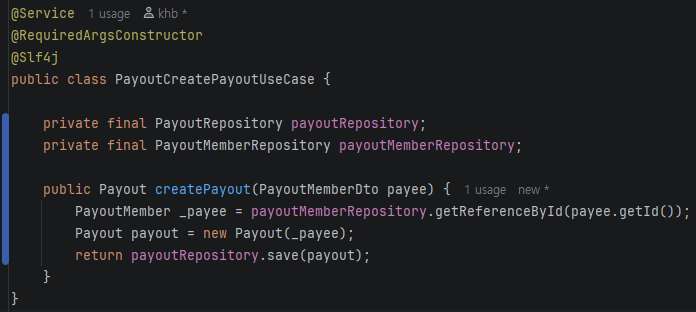 @Service 1 usage khb *
@RequiredArgsConstructor
@Slf4j
public class PayoutCreatePayoutUseCase {
private final PayoutRepository payoutRepository;
private final PayoutMemberRepository payoutMemberRepository;
public Payout createPayout(PayoutMemberDto payee) { 1 usage new *
PayoutMember _payee = payoutMemberRepository.getReferenceById(payee.getId());
Payout payout = new Payout(_payee);
return payoutRepository.save(payout);
}
}